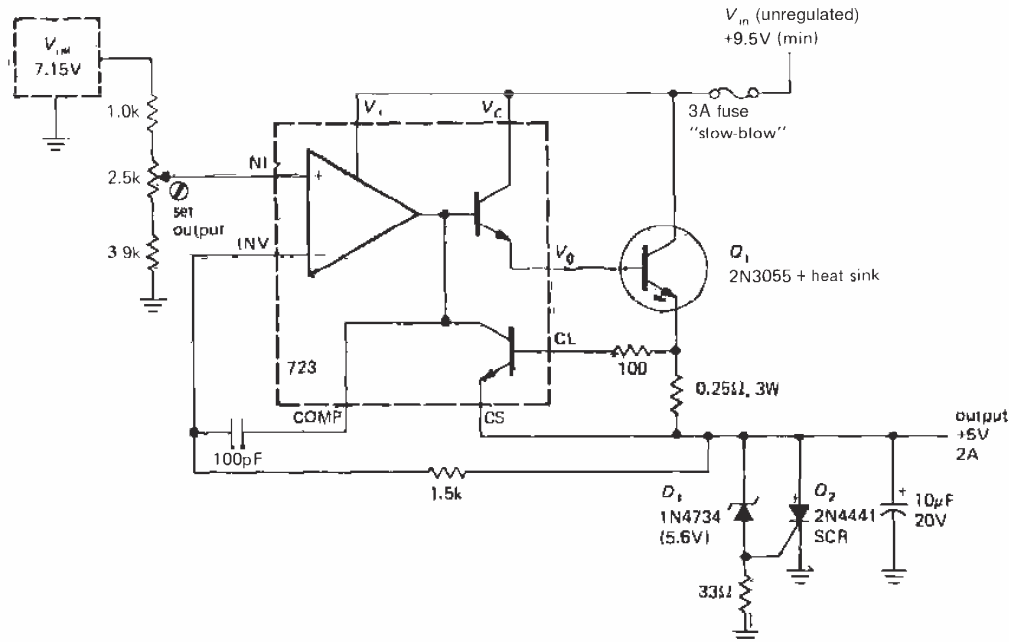 V_in (unregulated)
+9.5V (min)
7.15V
1.0k
2.5k
set
output
3.9k
NI
INV
V+
V_C
3A fuse
"slow-blow"
V_0
Q₁
2N3055 + heat sink
723
COMP
CL
CS
100
0.25Ω, 3W
100pF
1.5k
output
+5V
2A
D₁
1N4734
(5.6V)
Q₂
2N4441
SCR
+
10μF
20V
33Ω